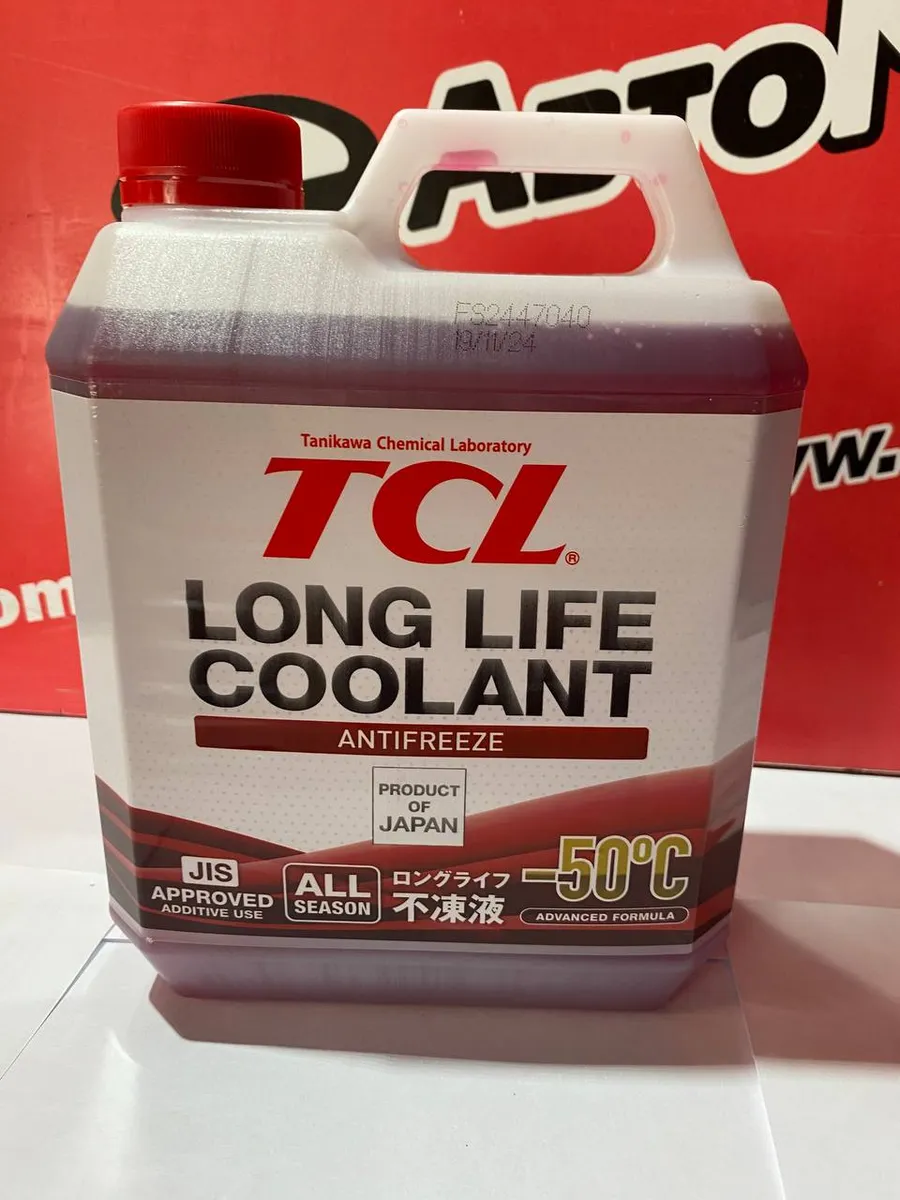 АВТО
FS2447040
19/11/24
Tanikawa Chemical Laboratory
TCL®
LONG LIFE
COOLANT
ANTIFREEZE
PRODUCT
OF
JAPAN
JIS
APPROVED
ADDITIVE USE
ALL
SEASON
ロングライフ
不凍液
-50°C
ADVANCED FORMULA